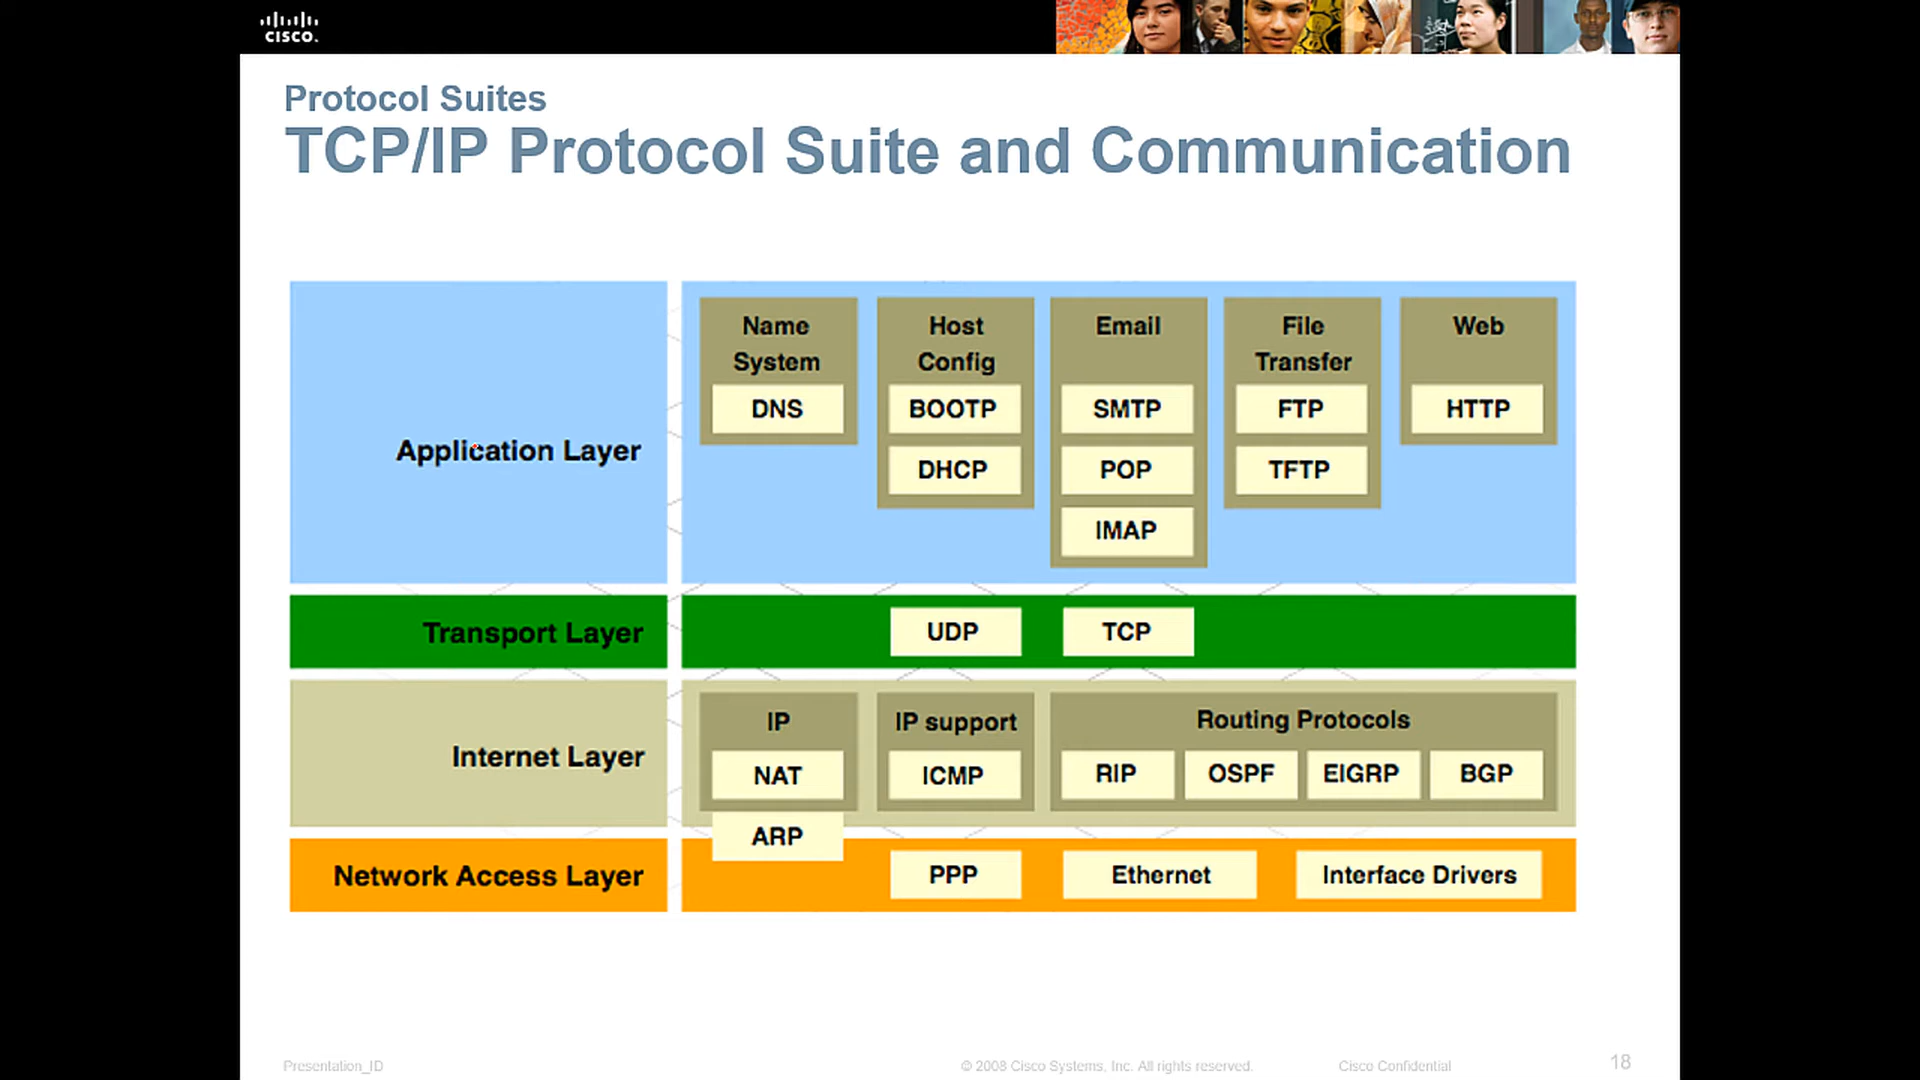 CISCO.
Protocol Suites
TCP/IP Protocol Suite and Communication
Application Layer
Name
System
DNS
Host
Config
BOOTP
DHCP
Email
SMTP
POP
IMAP
File
Transfer
FTP
TFTP
Web
HTTP
Transport Layer
UDP
TCP
Internet Layer
IP
NAT
ARP
IP support
ICMP
Routing Protocols
RIP
OSPF
EIGRP
BGP
Network Access Layer
PPP
Ethernet
Interface Drivers
Presentation_ID
© 2008 Cisco Systems, Inc. All rights reserved.
Cisco Confidential
18